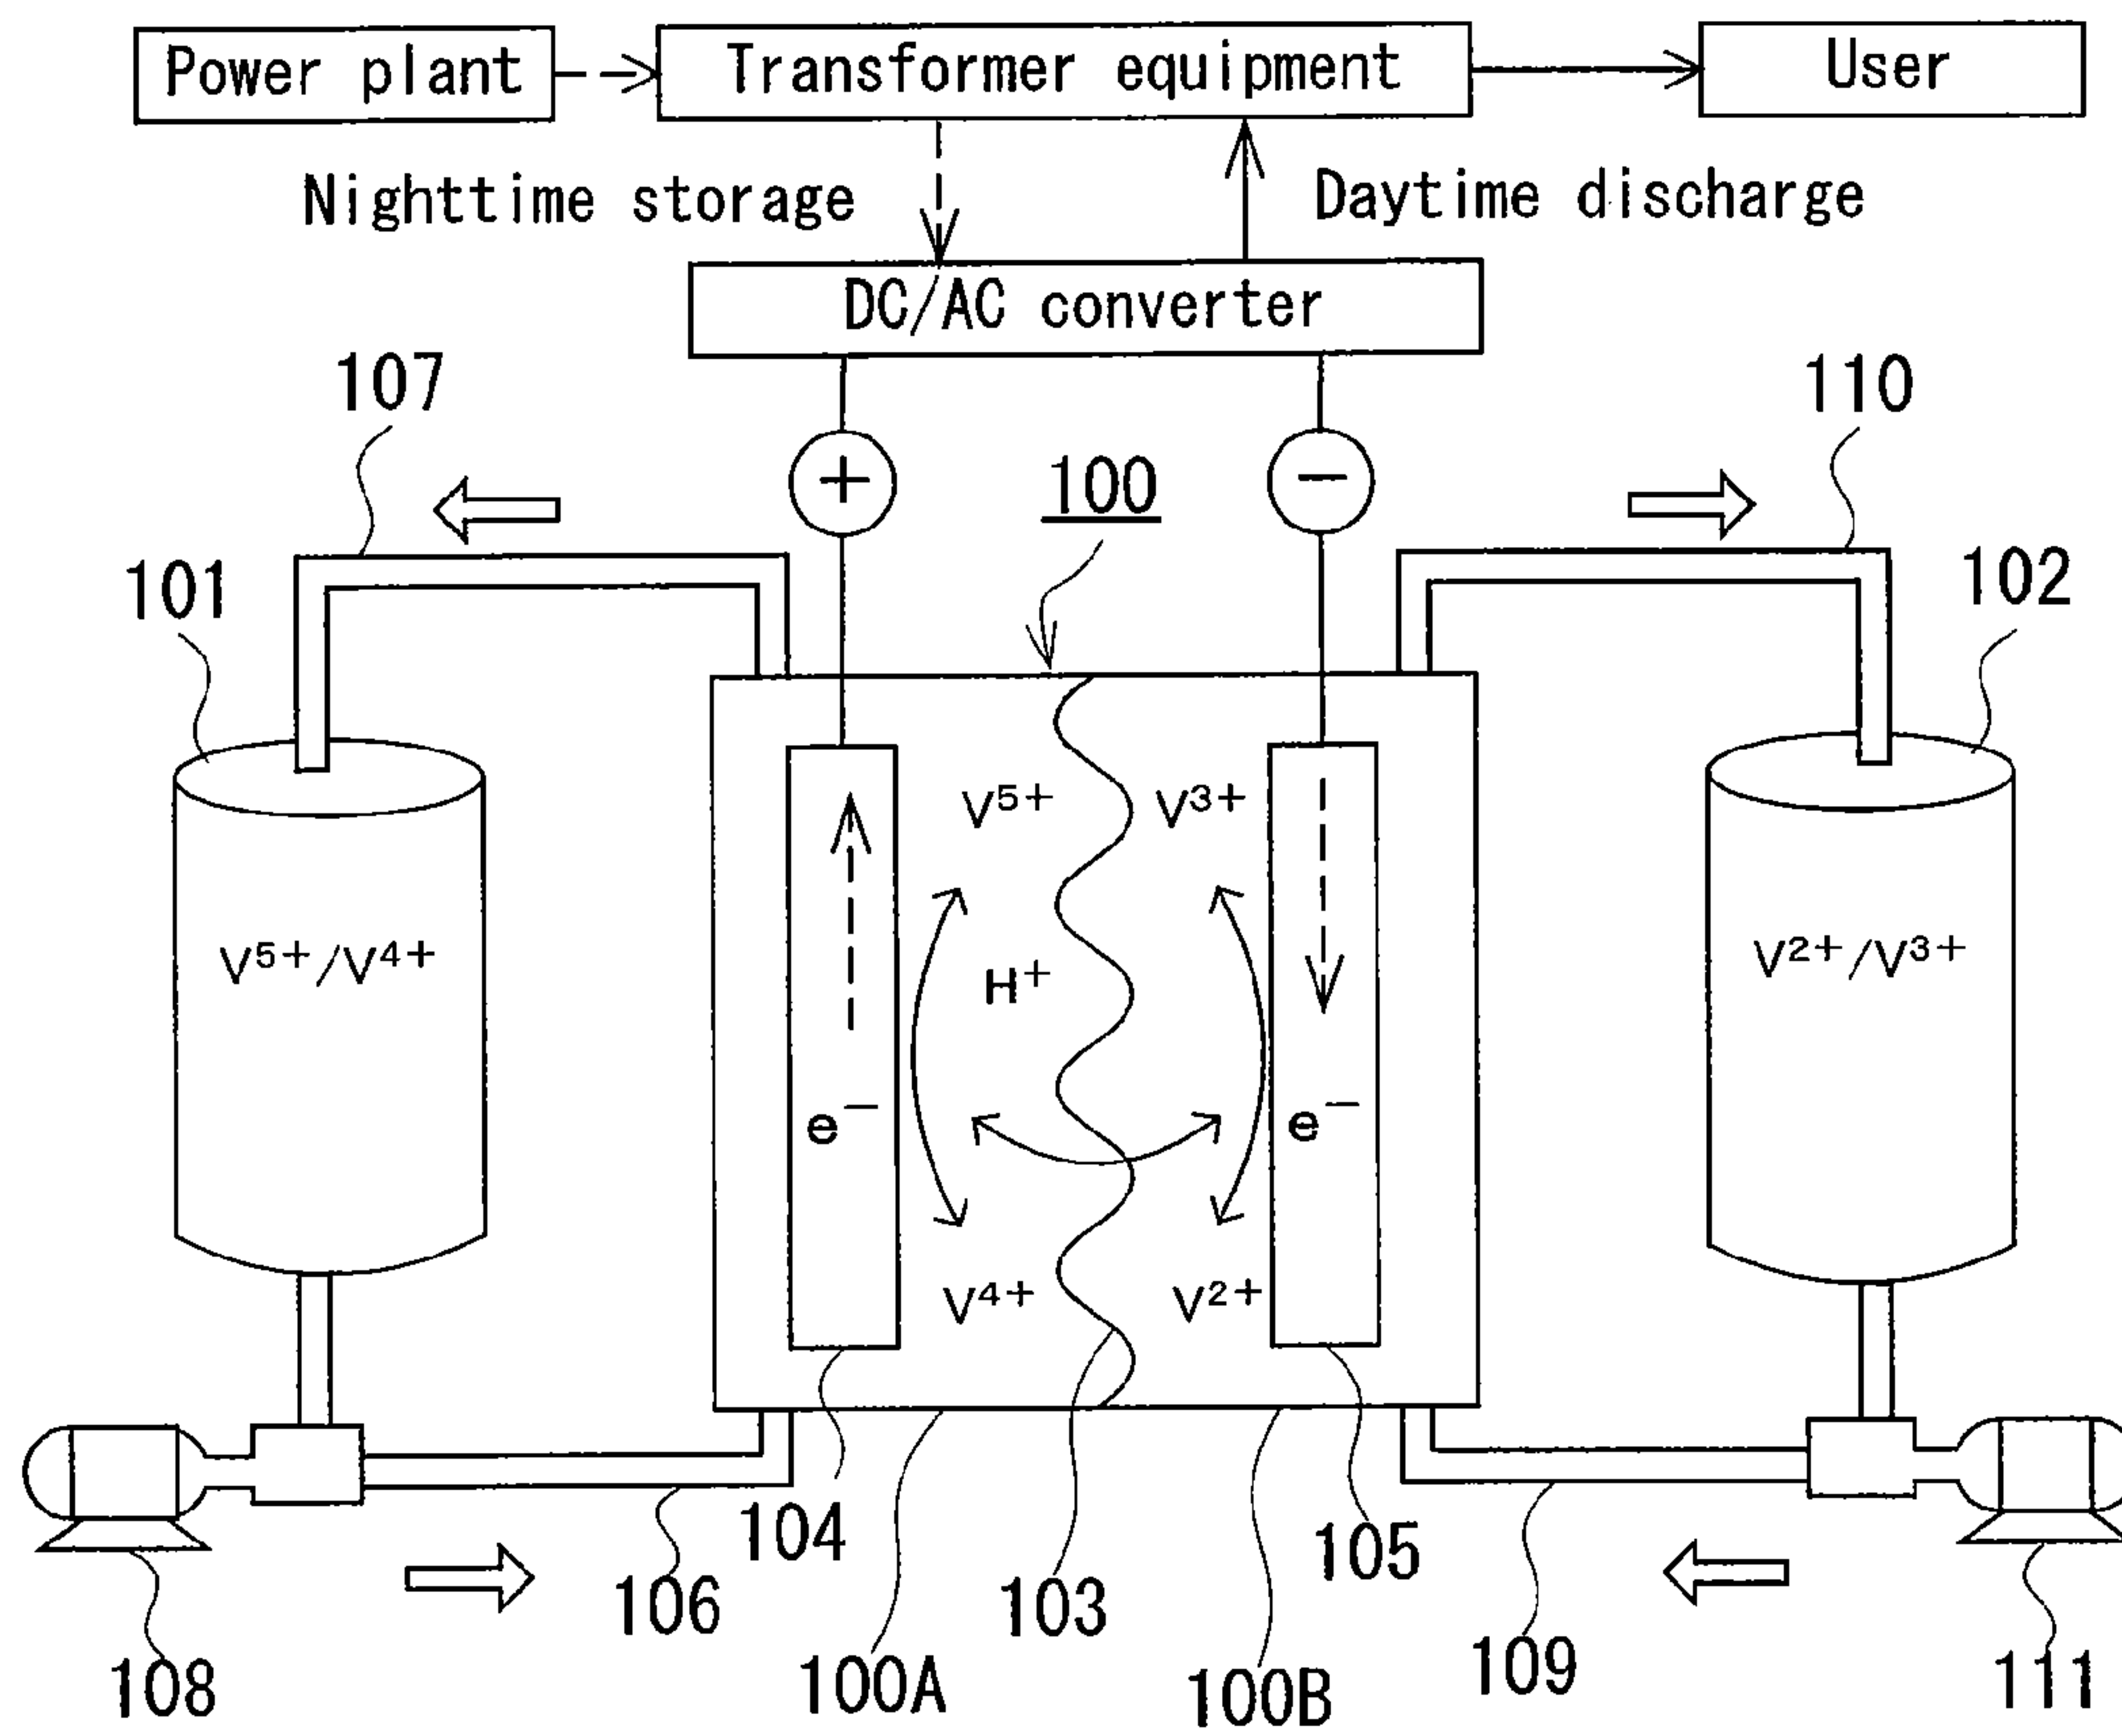 Power plant
Transformer equipment
User
Nighttime storage
Daytime discharge
DC/AC converter
107
110
+
100
−
101
102
V⁵⁺
V³⁺
V⁵⁺/V⁴⁺
H⁺
V²⁺/V³⁺
e⁻
e⁻
V⁴⁺
V²⁺
104
105
106
103
109
108
100A
100B
111